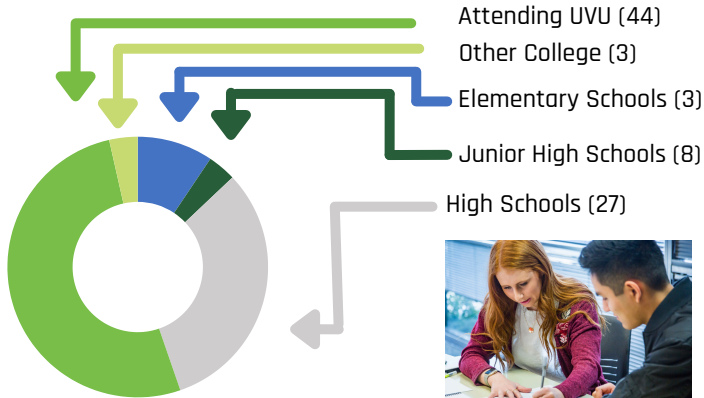 Attending UVU (44)
Other College (3)
Elementary Schools (3)
Junior High Schools (8)
High Schools (27)